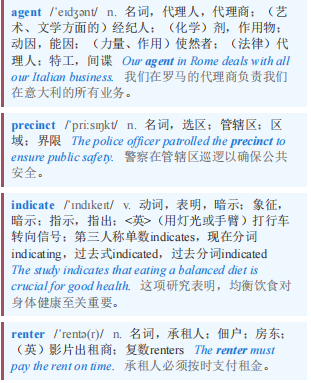 agent /ˈeɪdʒənt/ n. 名词，代理人，代理商；（艺
术、文学方面的）经纪人；（化学）剂，作用物；
动因，能因；（力量、作用）使然者；（法律）代
理人；特工，间谍 Our agent in Rome deals with all
our Italian business. 我们在罗马的代理商负责我们
在意大利的所有业务。
precinct /ˈpriːsɪŋkt/ n. 名词，选区；管辖区；区
域；界限 The police officer patrolled the precinct to
ensure public safety. 警察在管辖区巡逻以确保公共
安全。
indicate /ˈɪndɪkeɪt/ v. 动词，表明，暗示；象征，
暗示；指示，指出；<英>（用灯光或手臂）打行车
转向信号；第三人称单数indicates，现在分词
indicating，过去式indicated，过去分词indicated
The study indicates that eating a balanced diet is
crucial for good health. 这项研究表明，均衡饮食对
身体健康至关重要。
renter /ˈrentə(r)/ n. 名词，承租人；佃户；房东；
（英）影片出租商；复数renters The renter must
pay the rent on time. 承租人必须按时支付租金。